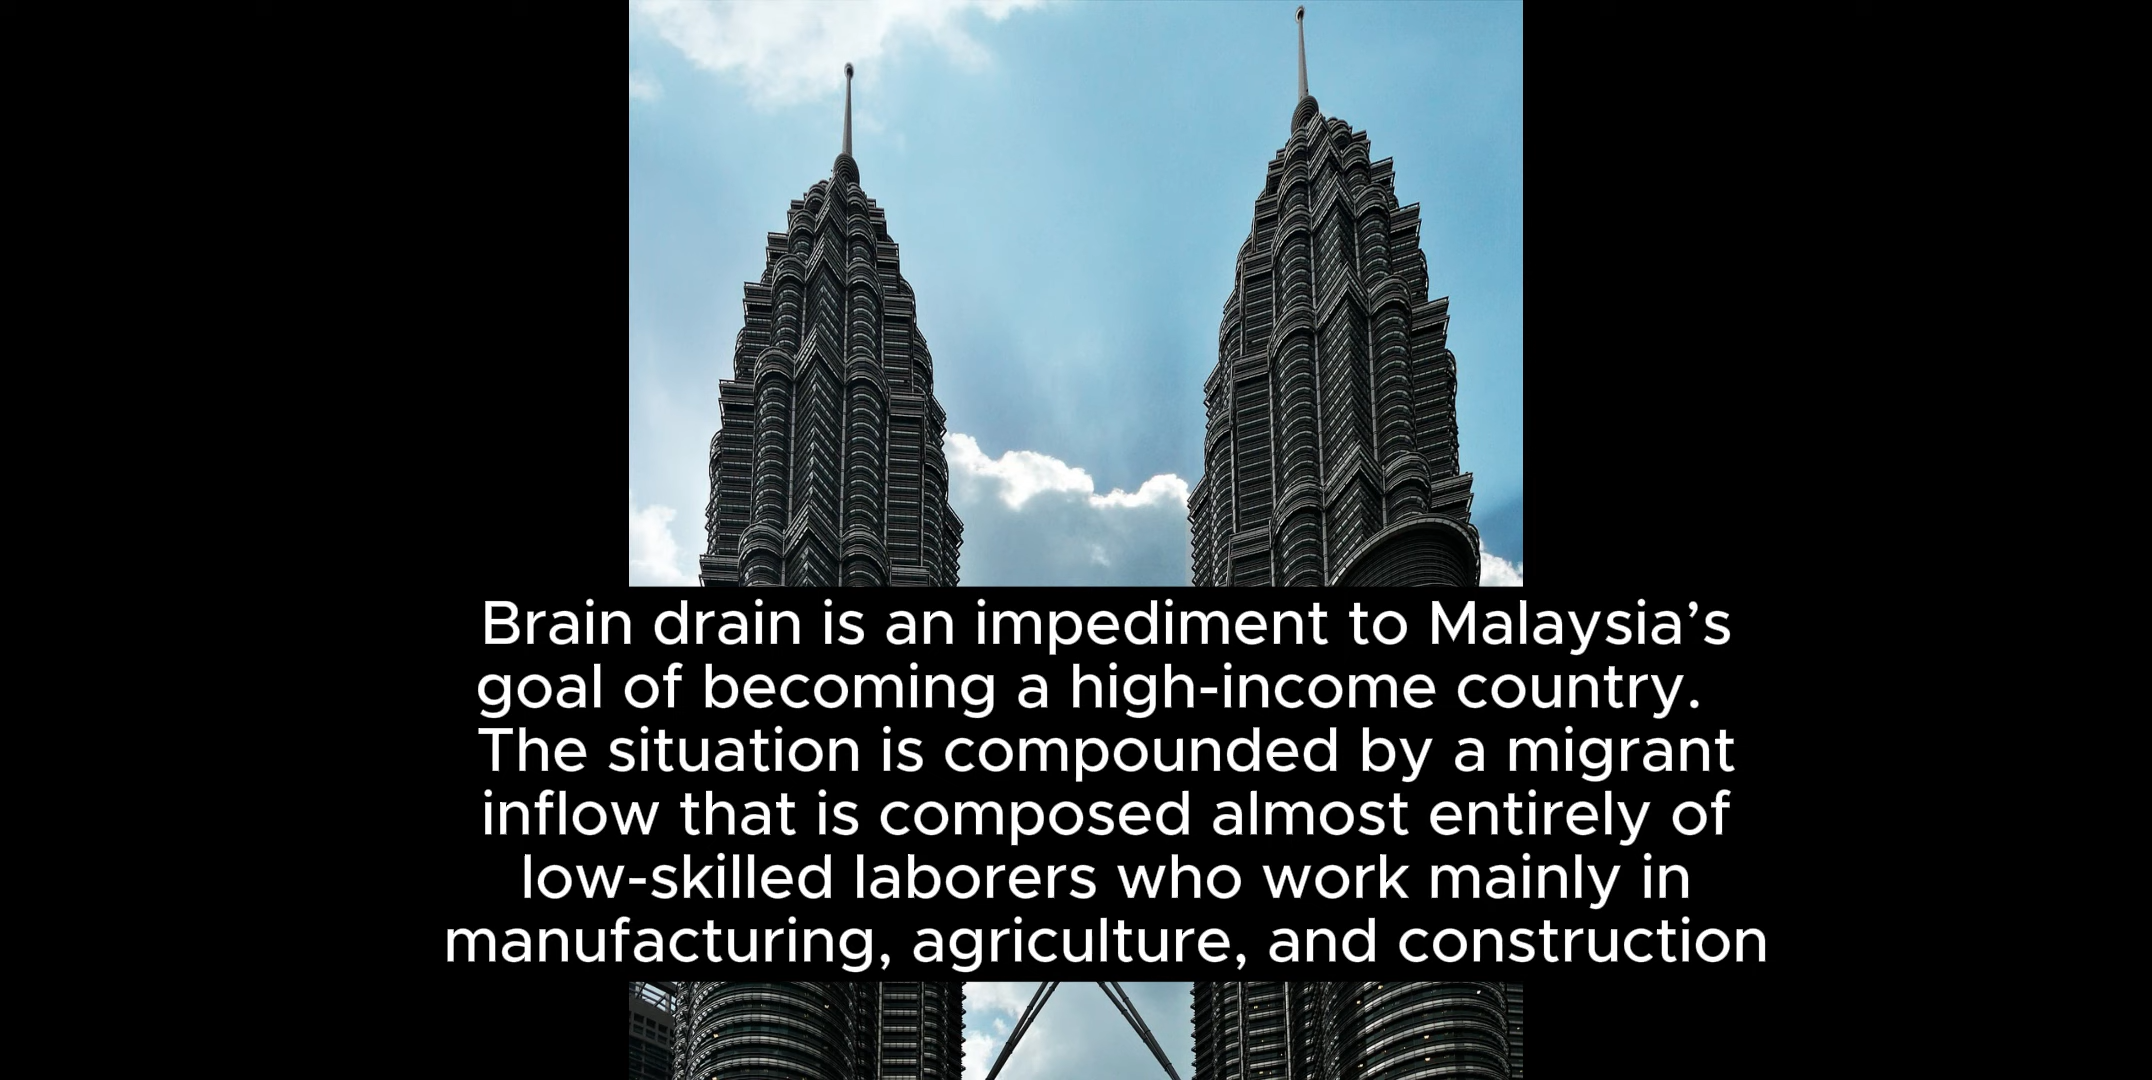 Brain drain is an impediment to Malaysia’s
goal of becoming a high-income country.
The situation is compounded by a migrant
inflow that is composed almost entirely of
low-skilled laborers who work mainly in
manufacturing, agriculture, and construction